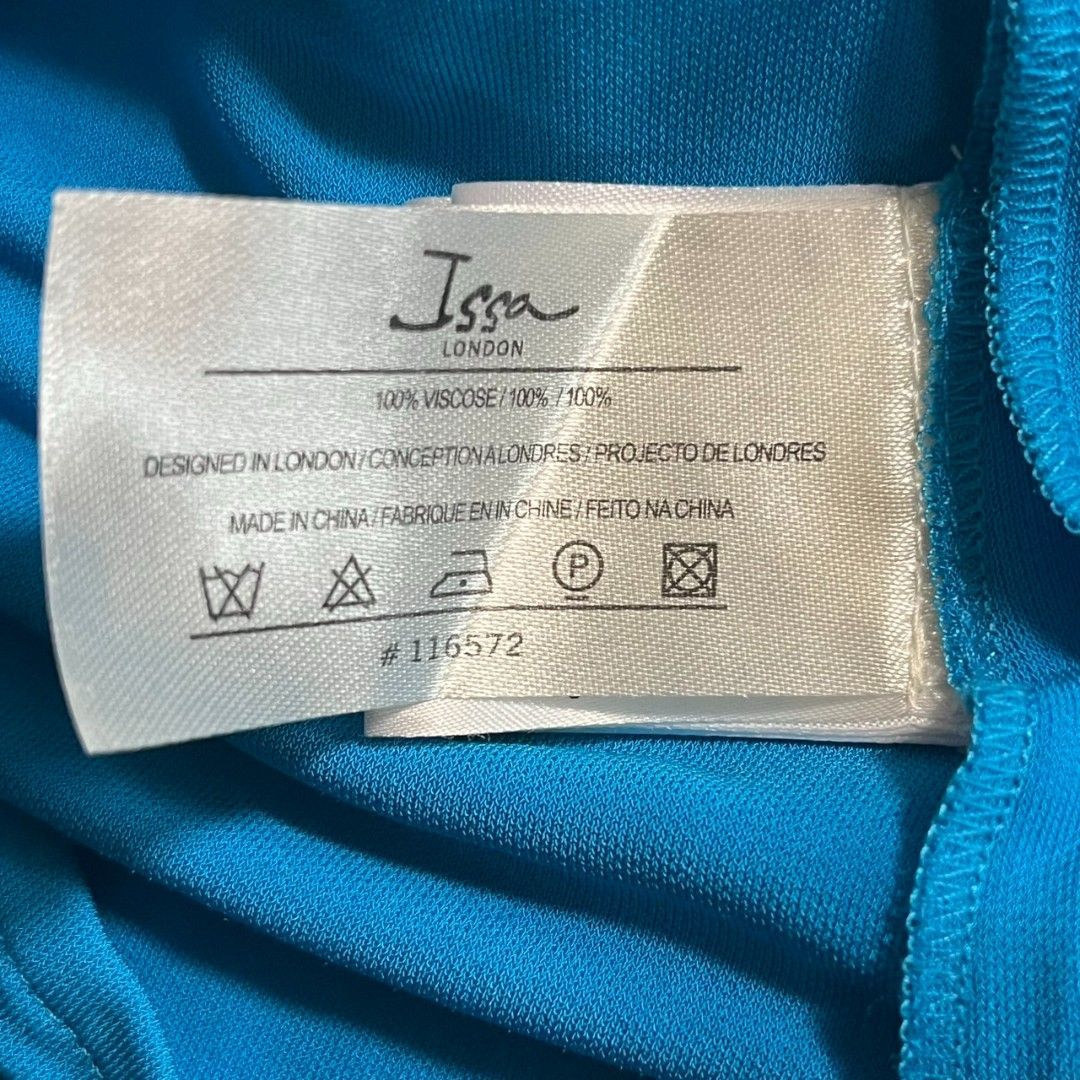 Issa
LONDON
100% VISCOSE / 100% / 100%
DESIGNED IN LONDON / CONCEPTION A LONDRES / PROJECTO DE LONDRES
MADE IN CHINA / FABRIQUE EN IN CHINE / FEITO NA CHINA
P
# 116572